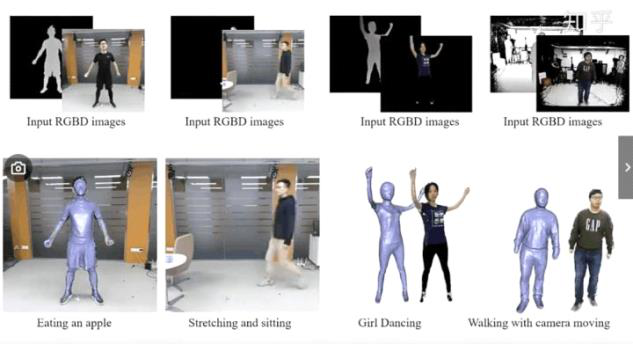 知乎
Input RGBD images
Input RGBD images
Input RGBD images
Input RGBD images
GAP
Eating an apple
Stretching and sitting
Girl Dancing
Walking with camera moving